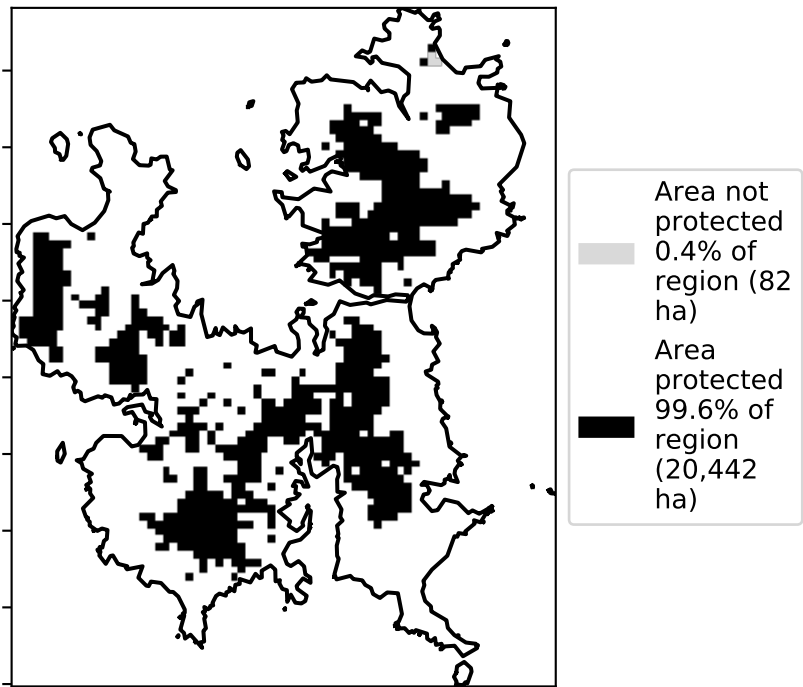 Area not
protected
0.4% of
region (82
ha)
Area
protected
99.6% of
region
(20,442
ha)